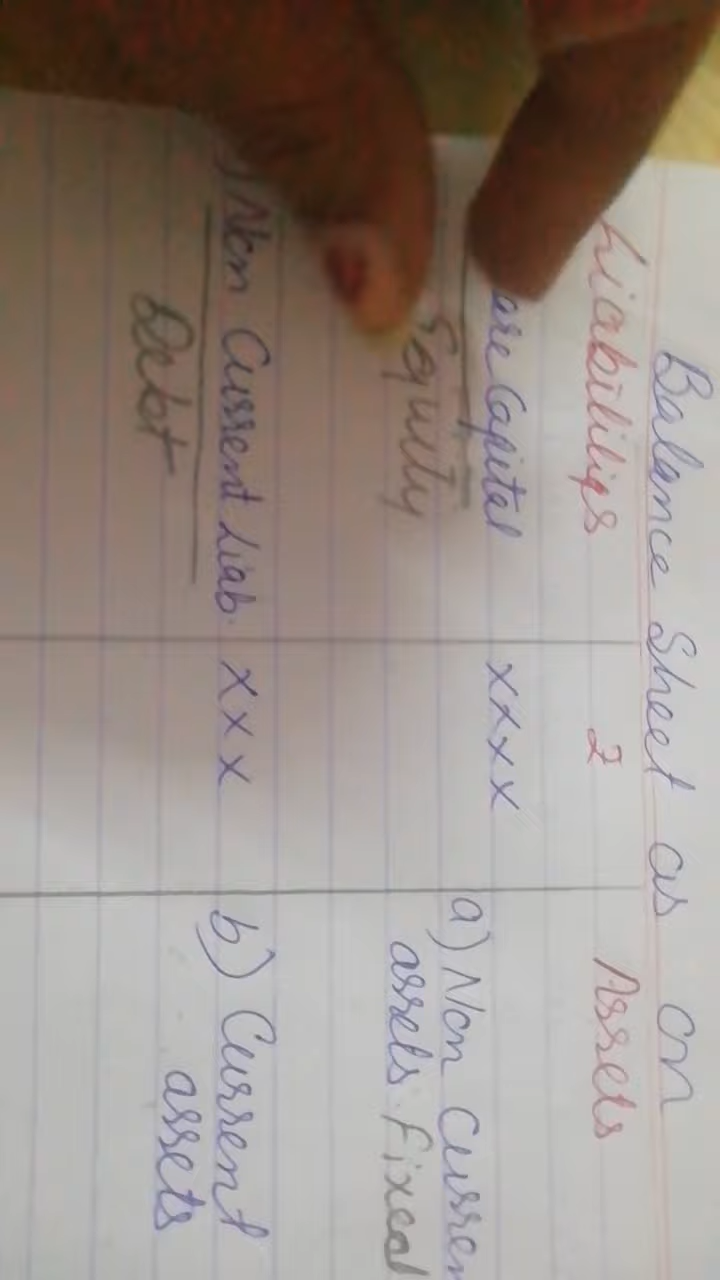 Balance Sheet as on
Liabilities 2 Assets
are Capital xxxx
Equity
a) Non Curren
assets. Fixed
) Non Current Liab. xxx
Debt
b) Current
assets